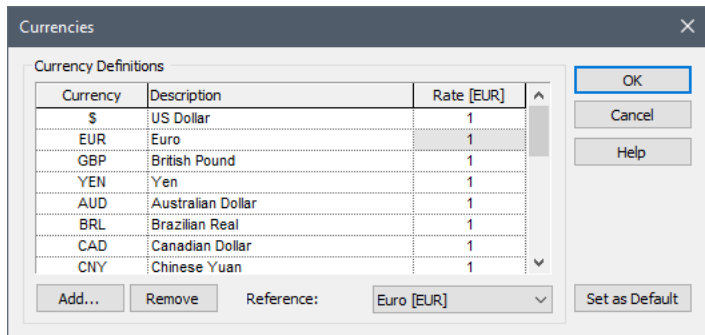 Currencies
Currency Definitions
Currency Description Rate [EUR]
$ US Dollar 1
EUR Euro 1
GBP British Pound 1
YEN Yen 1
AUD Australian Dollar 1
BRL Brazilian Real 1
CAD Canadian Dollar 1
CNY Chinese Yuan 1
Add... Remove Reference: Euro [EUR]
OK
Cancel
Help
Set as Default